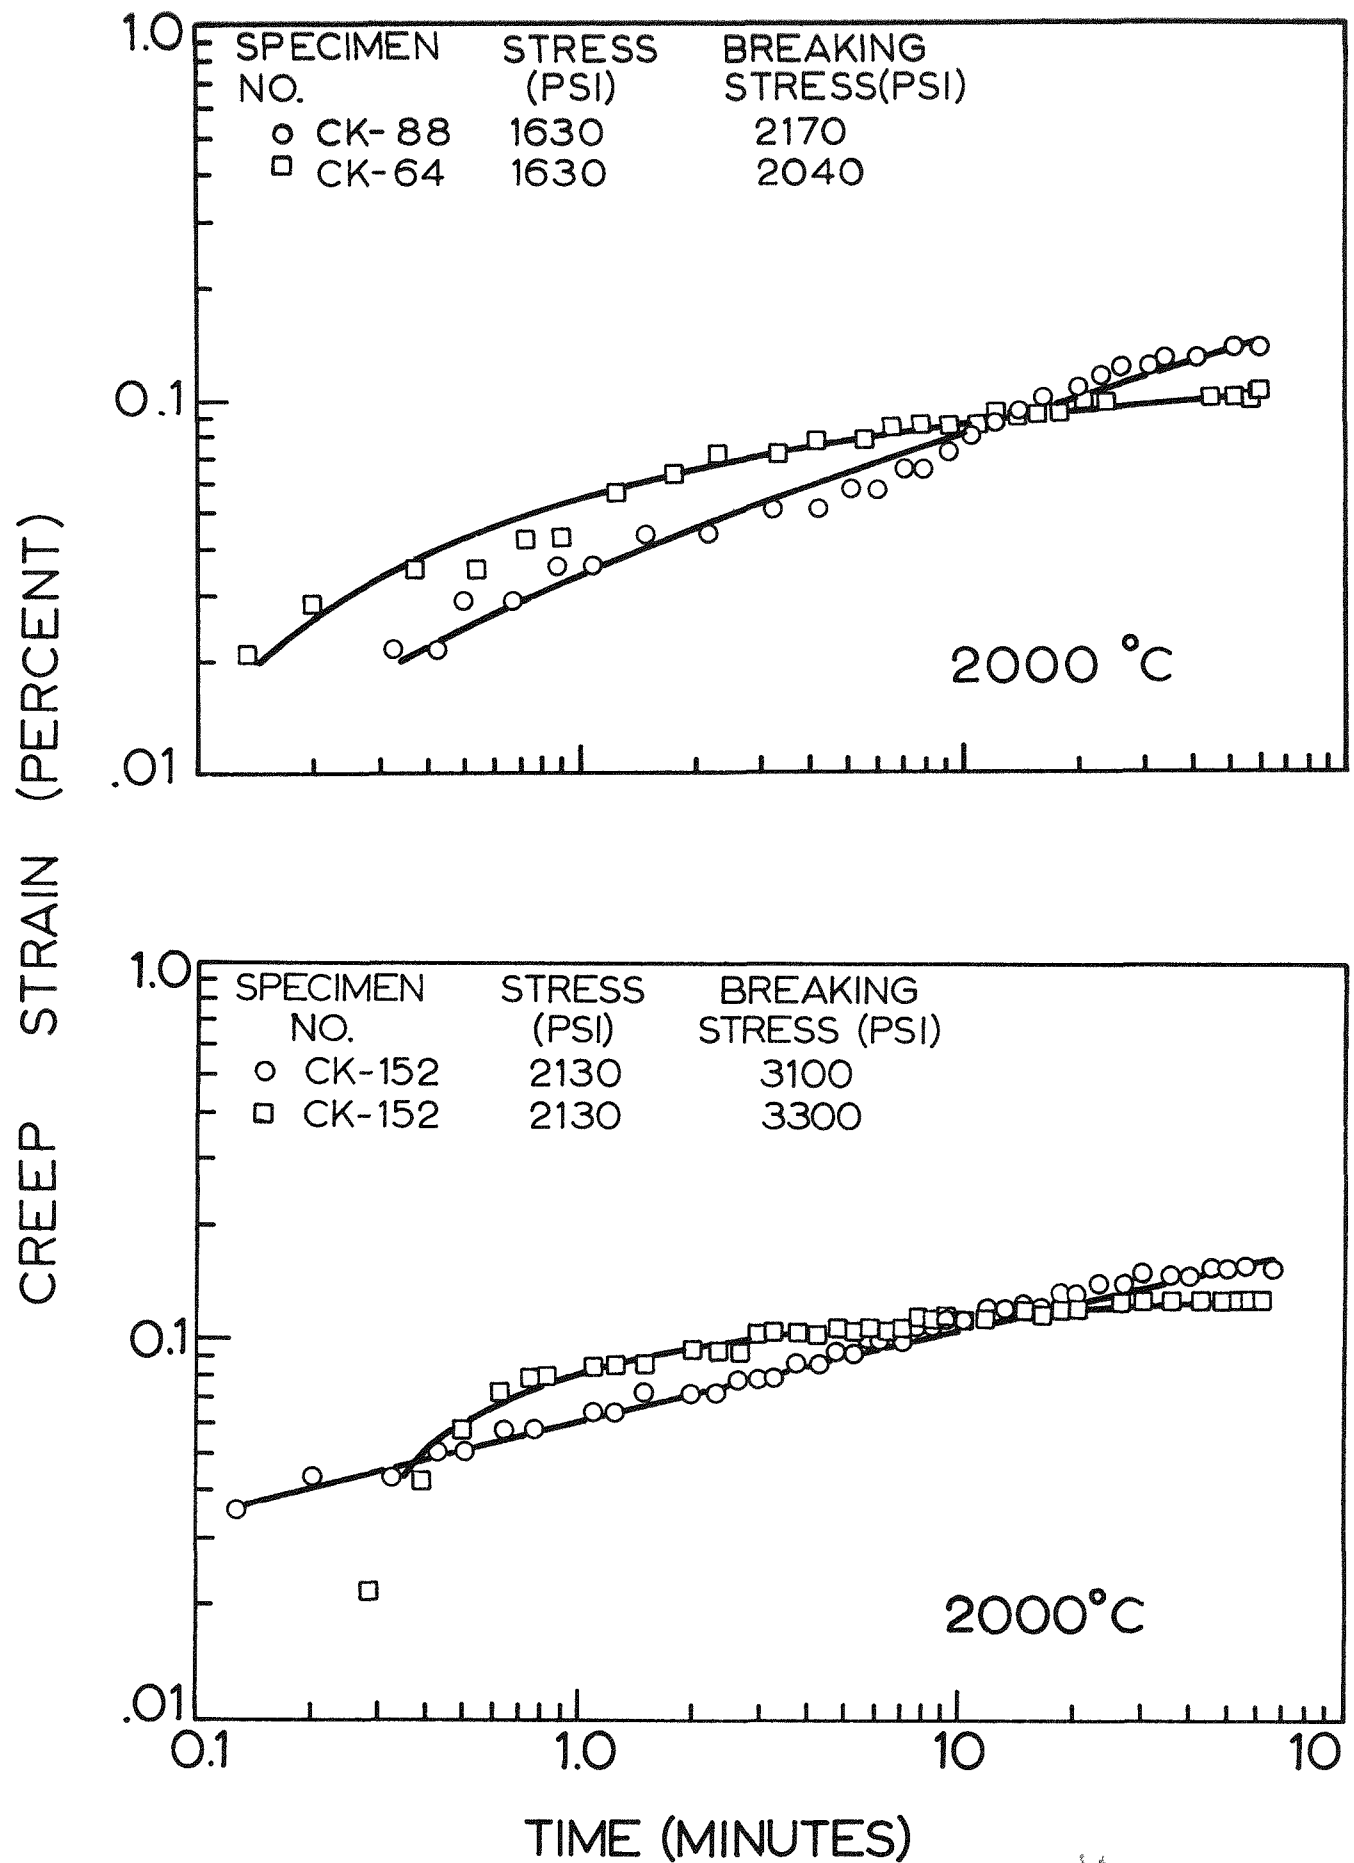 1.0
SPECIMEN STRESS BREAKING
NO. (PSI) STRESS(PSI)
CK-88 1630 2170
CK-64 1630 2040
0.1
2000 °C
.01
CREEP STRAIN (PERCENT)
1.0
SPECIMEN STRESS BREAKING
NO. (PSI) STRESS (PSI)
CK-152 2130 3100
CK-152 2130 3300
0.1
2000°C
.01
0.1 1.0 10 10
TIME (MINUTES)